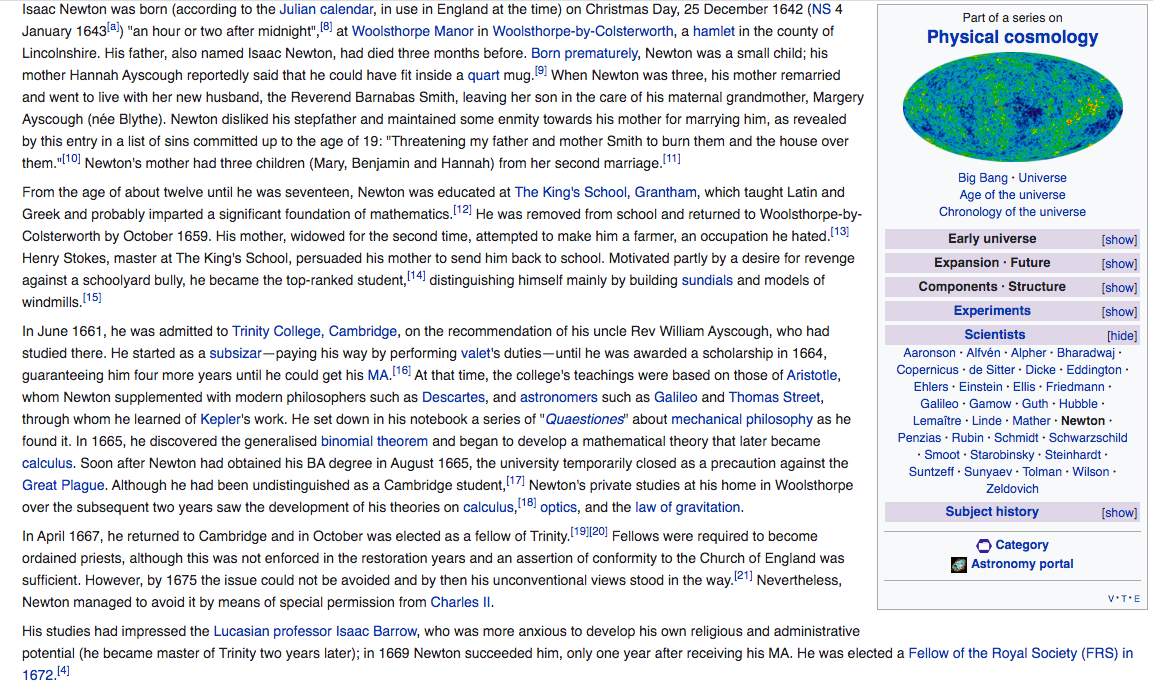 Isaac Newton was born (according to the Julian calendar, in use in England at the time) on Christmas Day, 25 December 1642 (NS 4
January 1643[a]) "an hour or two after midnight",[8] at Woolsthorpe Manor in Woolsthorpe-by-Colsterworth, a hamlet in the county of
Lincolnshire. His father, also named Isaac Newton, had died three months before. Born prematurely, Newton was a small child; his
mother Hannah Ayscough reportedly said that he could have fit inside a quart mug.[9] When Newton was three, his mother remarried
and went to live with her new husband, the Reverend Barnabas Smith, leaving her son in the care of his maternal grandmother, Margery
Ayscough (née Blythe). Newton disliked his stepfather and maintained some enmity towards his mother for marrying him, as revealed
by this entry in a list of sins committed up to the age of 19: "Threatening my father and mother Smith to burn them and the house over
them."[10] Newton's mother had three children (Mary, Benjamin and Hannah) from her second marriage.[11]
From the age of about twelve until he was seventeen, Newton was educated at The King's School, Grantham, which taught Latin and
Greek and probably imparted a significant foundation of mathematics.[12] He was removed from school and returned to Woolsthorpe-by-
Colsterworth by October 1659. His mother, widowed for the second time, attempted to make him a farmer, an occupation he hated.[13]
Henry Stokes, master at The King's School, persuaded his mother to send him back to school. Motivated partly by a desire for revenge
against a schoolyard bully, he became the top-ranked student,[14] distinguishing himself mainly by building sundials and models of
windmills.[15]
In June 1661, he was admitted to Trinity College, Cambridge, on the recommendation of his uncle Rev William Ayscough, who had
studied there. He started as a subsizar—paying his way by performing valet's duties—until he was awarded a scholarship in 1664,
guaranteeing him four more years until he could get his MA.[16] At that time, the college's teachings were based on those of Aristotle,
whom Newton supplemented with modern philosophers such as Descartes, and astronomers such as Galileo and Thomas Street,
through whom he learned of Kepler's work. He set down in his notebook a series of "Quaestiones" about mechanical philosophy as he
found it. In 1665, he discovered the generalised binomial theorem and began to develop a mathematical theory that later became
calculus. Soon after Newton had obtained his BA degree in August 1665, the university temporarily closed as a precaution against the
Great Plague. Although he had been undistinguished as a Cambridge student,[17] Newton's private studies at his home in Woolsthorpe
over the subsequent two years saw the development of his theories on calculus,[18] optics, and the law of gravitation.
In April 1667, he returned to Cambridge and in October was elected as a fellow of Trinity.[19][20] Fellows were required to become
ordained priests, although this was not enforced in the restoration years and an assertion of conformity to the Church of England was
sufficient. However, by 1675 the issue could not be avoided and by then his unconventional views stood in the way.[21] Nevertheless,
Newton managed to avoid it by means of special permission from Charles II.
His studies had impressed the Lucasian professor Isaac Barrow, who was more anxious to develop his own religious and administrative
potential (he became master of Trinity two years later); in 1669 Newton succeeded him, only one year after receiving his MA. He was elected a Fellow of the Royal Society (FRS) in
1672.[4]
Part of a series on
Physical cosmology
Big Bang · Universe
Age of the universe
Chronology of the universe
Early universe [show]
Expansion · Future [show]
Components · Structure [show]
Experiments [show]
Scientists [hide]
Aaronson · Alfvén · Alpher · Bharadwaj ·
Copernicus · de Sitter · Dicke · Eddington ·
Ehlers · Einstein · Ellis · Friedmann ·
Galileo · Gamow · Guth · Hubble ·
Lemaître · Linde · Mather · Newton ·
Penzias · Rubin · Schmidt · Schwarzschild
· Smoot · Starobinsky · Steinhardt ·
Suntzeff · Sunyaev · Tolman · Wilson ·
Zeldovich
Subject history [show]
Category
Astronomy portal
V · T · E